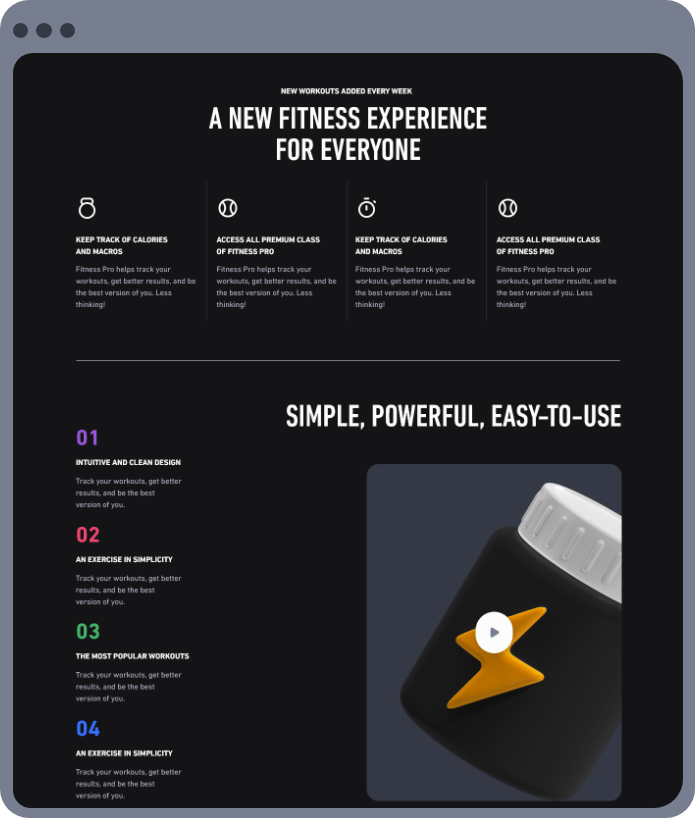 NEW WORKOUTS ADDED EVERY WEEK
A NEW FITNESS EXPERIENCE
FOR EVERYONE
KEEP TRACK OF CALORIES
AND MACROS
Fitness Pro helps track your
workouts, get better results, and be
the best version of you. Less
thinking!
ACCESS ALL PREMIUM CLASS
OF FITNESS PRO
Fitness Pro helps track your
workouts, get better results, and be
the best version of you. Less
thinking!
KEEP TRACK OF CALORIES
AND MACROS
Fitness Pro helps track your
workouts, get better results, and be
the best version of you. Less
thinking!
ACCESS ALL PREMIUM CLASS
OF FITNESS PRO
Fitness Pro helps track your
workouts, get better results, and be
the best version of you. Less
thinking!
SIMPLE, POWERFUL, EASY-TO-USE
01
INTUITIVE AND CLEAN DESIGN
Track your workouts, get better
results, and be the best
version of you.
02
AN EXERCISE IN SIMPLICITY
Track your workouts, get better
results, and be the best
version of you.
03
THE MOST POPULAR WORKOUTS
Track your workouts, get better
results, and be the best
version of you.
04
AN EXERCISE IN SIMPLICITY
Track your workouts, get better
results, and be the best
version of you.